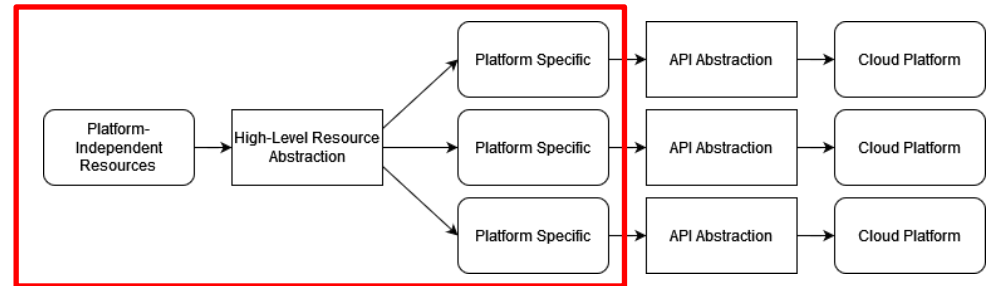 Platform Specific
API Abstraction
Cloud Platform
Platform-
Independent
Resources
High-Level Resource
Abstraction
Platform Specific
API Abstraction
Cloud Platform
Platform Specific
API Abstraction
Cloud Platform